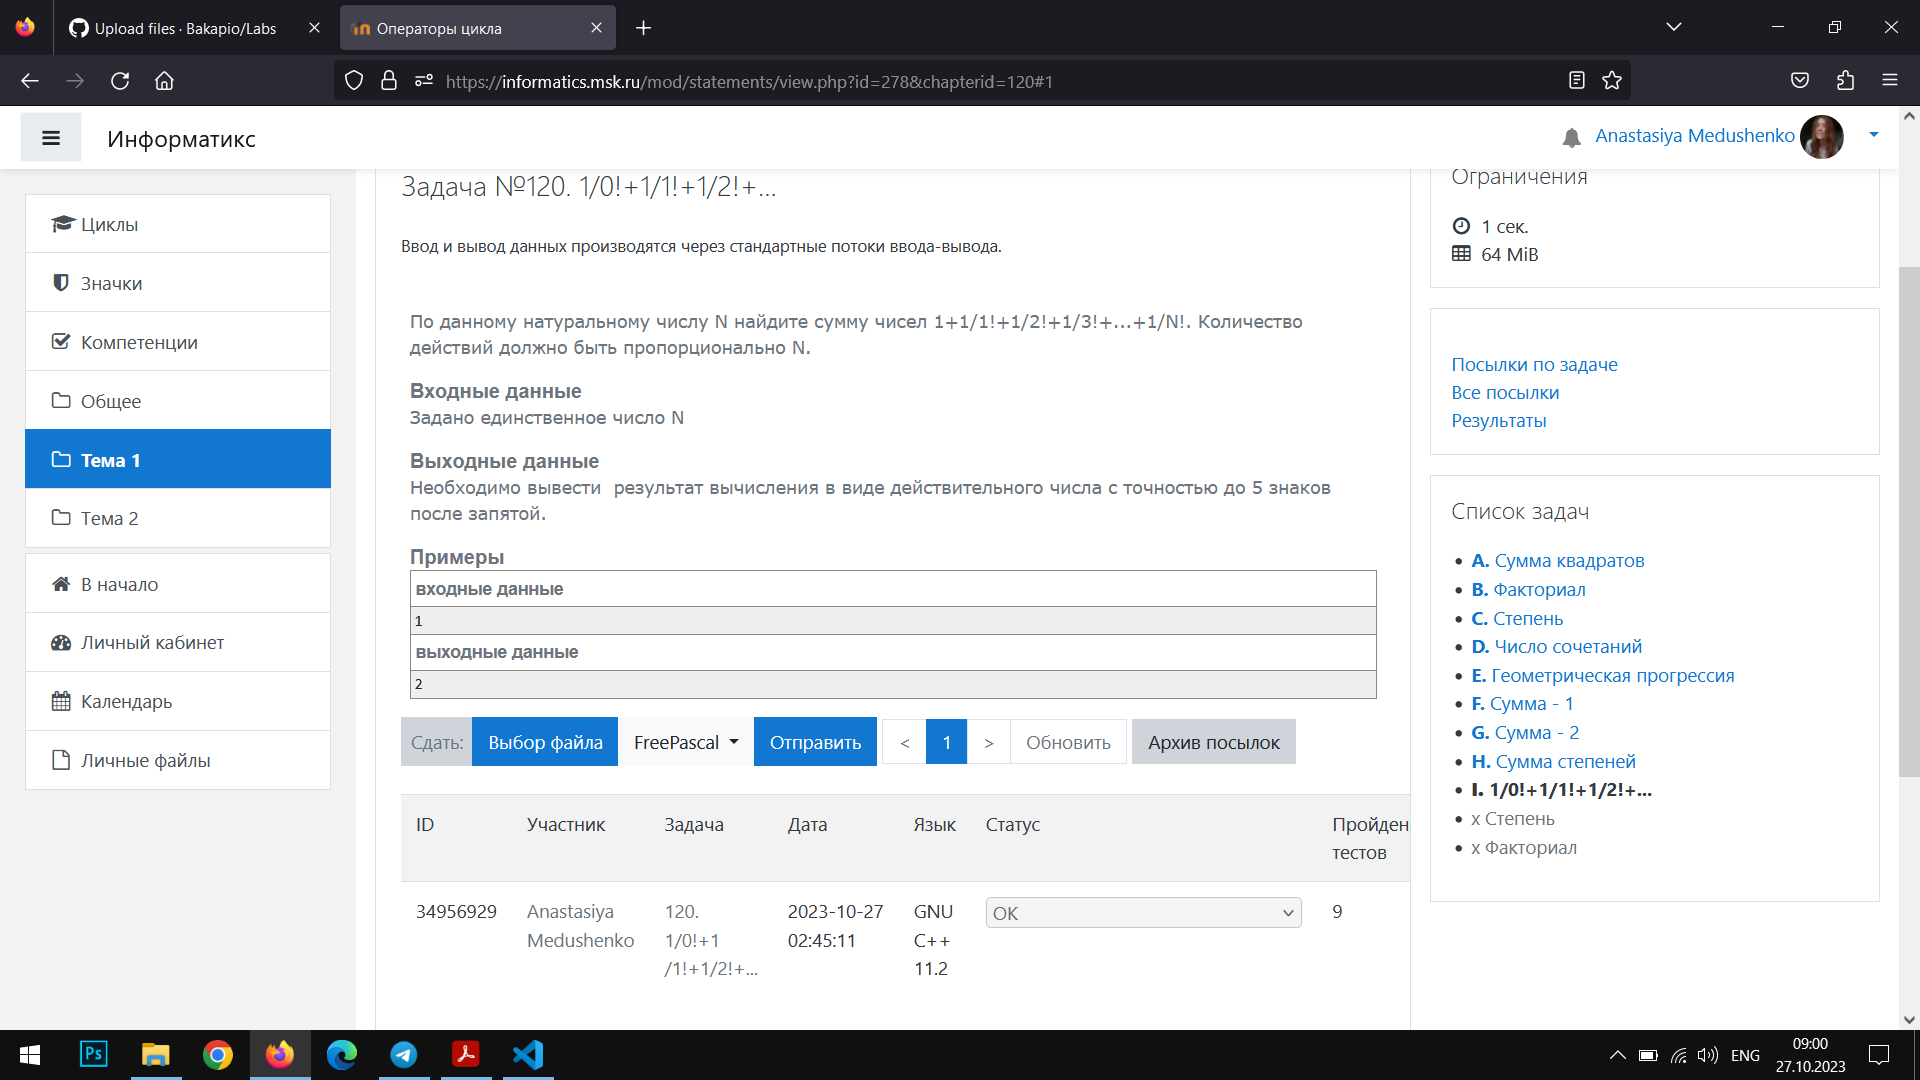 Upload files · Bakapio/Labs
Операторы цикла
https://informatics.msk.ru/mod/statements/view.php?id=278&chapterid=120#1
Информатикс
Anastasiya Medushenko
Циклы
Значки
Компетенции
Общее
Тема 1
Тема 2
В начало
Личный кабинет
Календарь
Личные файлы
Задача №120. 1/0!+1/1!+1/2!+...
Ввод и вывод данных производятся через стандартные потоки ввода-вывода.
По данному натуральному числу N найдите сумму чисел 1+1/1!+1/2!+1/3!+...+1/N!. Количество
действий должно быть пропорционально N.
Входные данные
Задано единственное число N
Выходные данные
Необходимо вывести  результат вычисления в виде действительного числа с точностью до 5 знаков
после запятой.
Примеры
входные данные
1
выходные данные
2
Сдать: Выбор файла FreePascal Отправить < 1 > Обновить Архив посылок
ID Участник Задача Дата Язык Статус Пройден
тестов
34956929 Anastasiya 120. 2023-10-27 GNU OK 9
Medushenko 1/0!+1 02:45:11 C++
/1!+1/2!+... 11.2
Ограничения
1 сек.
64 MiB
Посылки по задаче
Все посылки
Результаты
Список задач
A. Сумма квадратов
B. Факториал
C. Степень
D. Число сочетаний
E. Геометрическая прогрессия
F. Сумма - 1
G. Сумма - 2
H. Сумма степеней
I. 1/0!+1/1!+1/2!+...
x Степень
x Факториал
Ps
ENG
09:00
27.10.2023